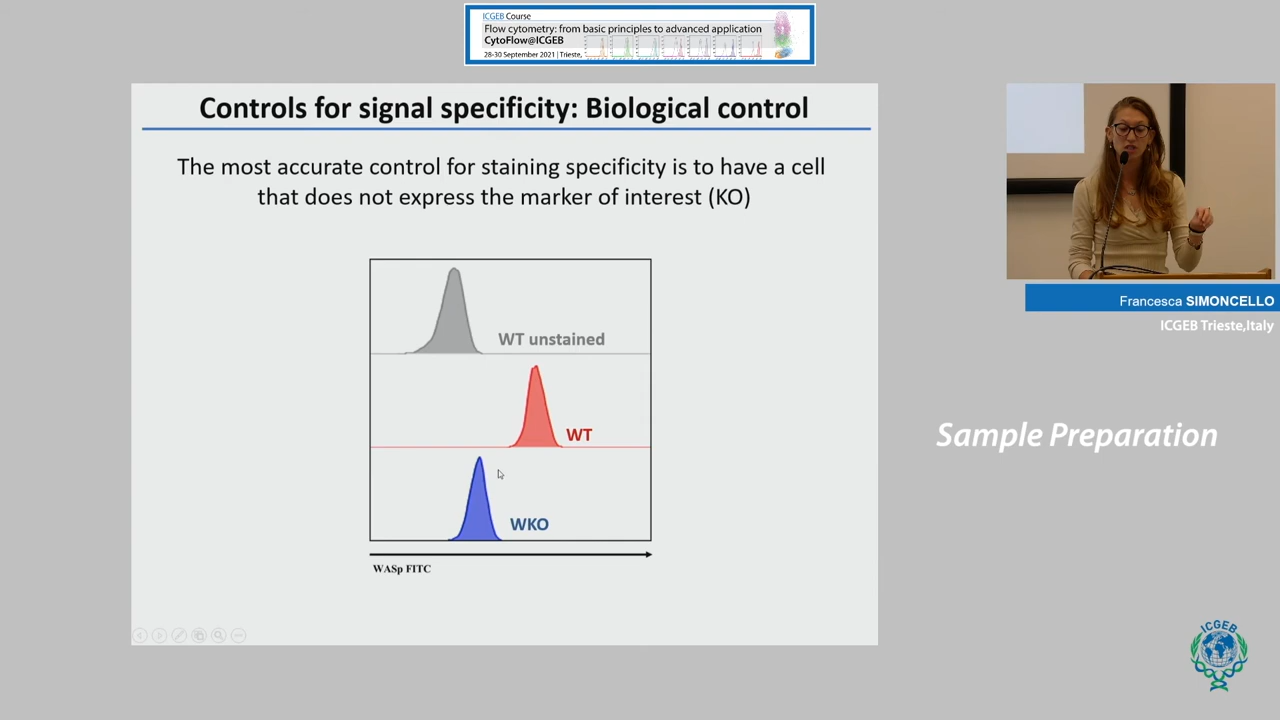 ICGEB Course
Flow cytometry: from basic principles to advanced application
CytoFlow@ICGEB
28-30 September 2021 | Trieste,
Controls for signal specificity: Biological control
The most accurate control for staining specificity is to have a cell
that does not express the marker of interest (KO)
WT unstained
WT
WKO
WASp FITC
Francesca SIMONCELLO
ICGEB Trieste,Italy
Sample Preparation
ICGEB